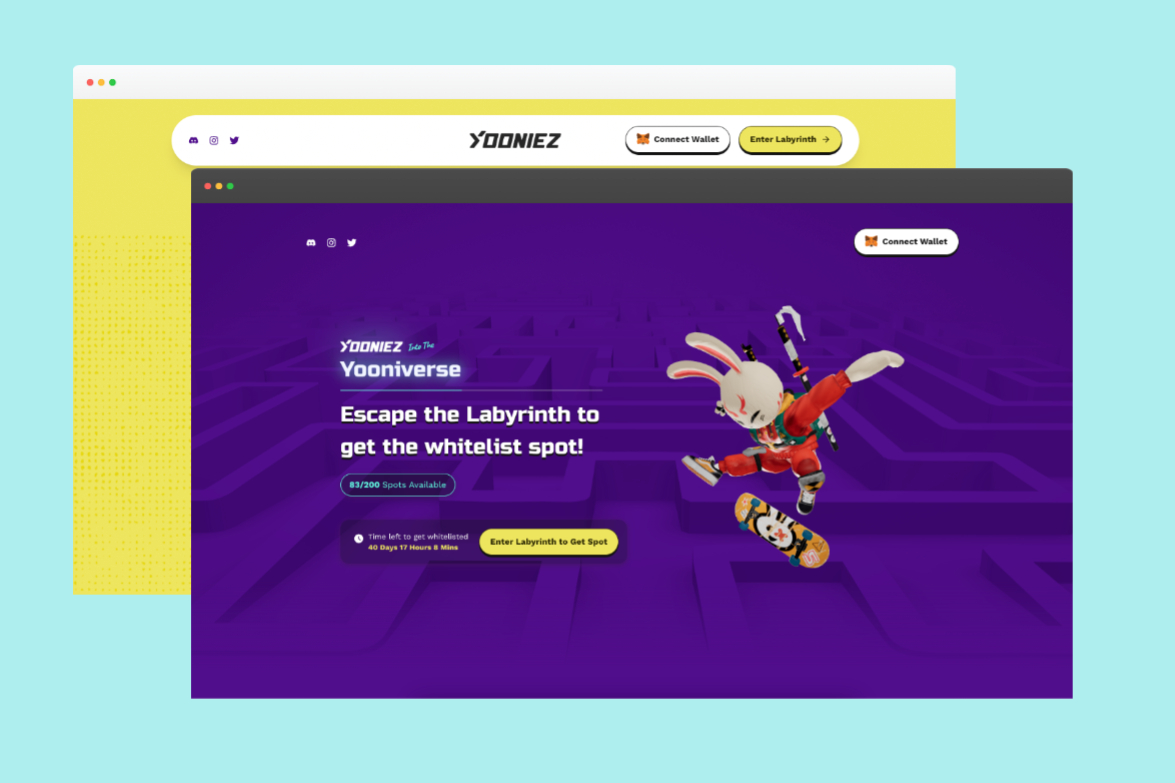 YOONIEZ
Connect Wallet
Enter Labyrinth →
Connect Wallet
YOONIEZ Into The
Yooniverse
Escape the Labyrinth to
get the whitelist spot!
83/200 Spots Available
Time left to get whitelisted
40 Days 17 Hours 8 Mins
Enter Labyrinth to Get Spot